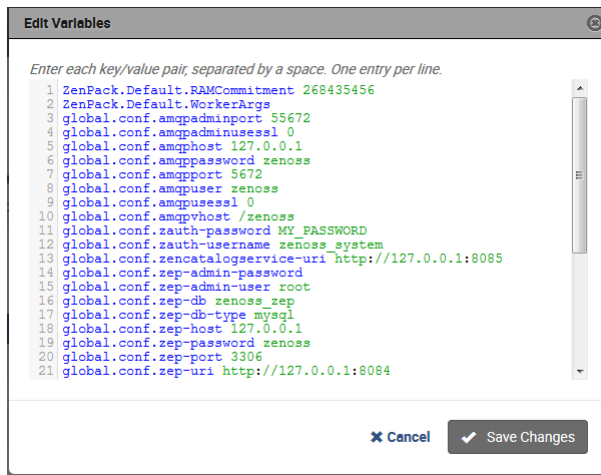 Edit Variables
Enter each key/value pair, separated by a space. One entry per line.
1 ZenPack.Default.RAMCommitment 268435456
2 ZenPack.Default.WorkerArgs
3 global.conf.amqpadminport 55672
4 global.conf.amqpadminusessl 0
5 global.conf.amqphost 127.0.0.1
6 global.conf.amqppassword zenoss
7 global.conf.amqpport 5672
8 global.conf.amqpuser zenoss
9 global.conf.amqpusessl 0
10 global.conf.amqpvhost /zenoss
11 global.conf.zauth-password MY_PASSWORD
12 global.conf.zauth-username zenoss_system
13 global.conf.zencatalogservice-uri http://127.0.0.1:8085
14 global.conf.zep-admin-password
15 global.conf.zep-admin-user root
16 global.conf.zep-db zenoss_zep
17 global.conf.zep-db-type mysql
18 global.conf.zep-host 127.0.0.1
19 global.conf.zep-password zenoss
20 global.conf.zep-port 3306
21 global.conf.zep-uri http://127.0.0.1:8084
Cancel
Save Changes